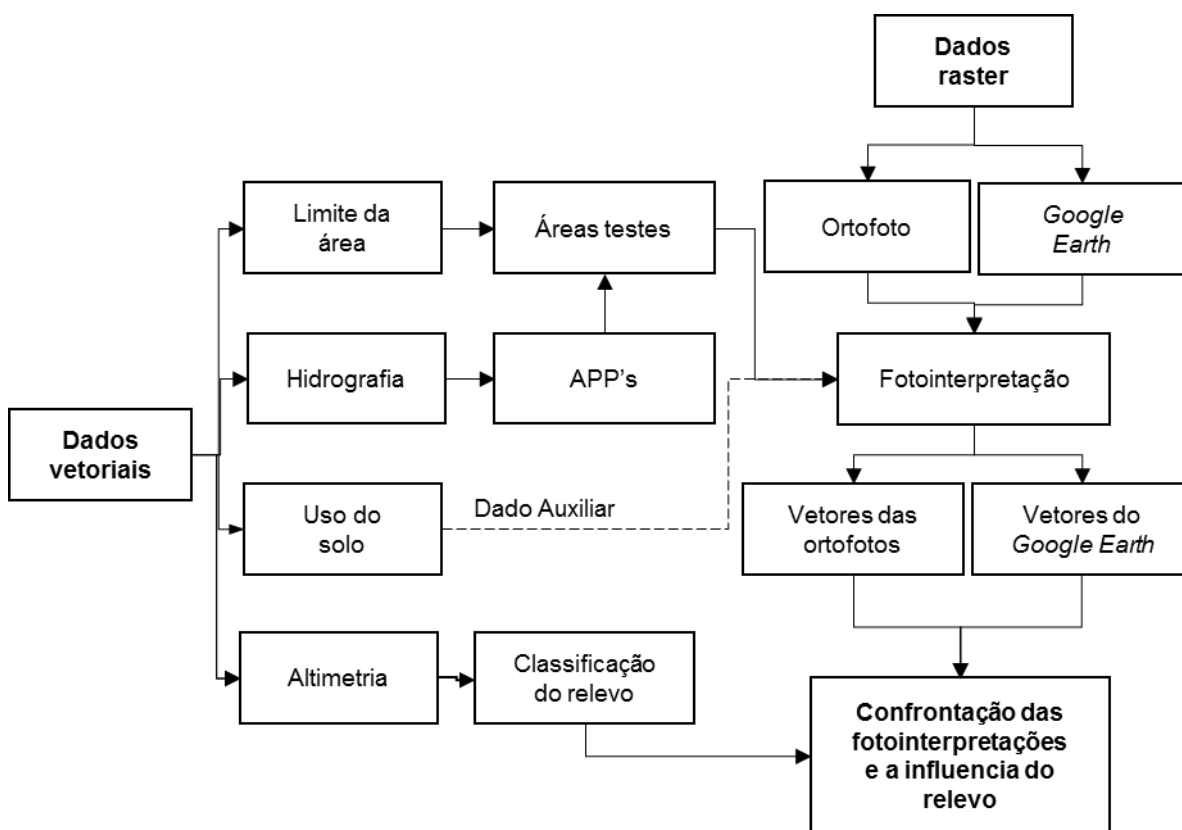 Dados
raster
Limite da
área
Áreas testes
Ortofoto
Google
Earth
Hidrografia
APP's
Fotointerpretação
Dados
vetoriais
Uso do
solo
Dado Auxiliar
Vetores das
ortofotos
Vetores do
Google Earth
Altimetria
Classificação
do relevo
Confrontação das
fotointerpretações
e a influencia do
relevo